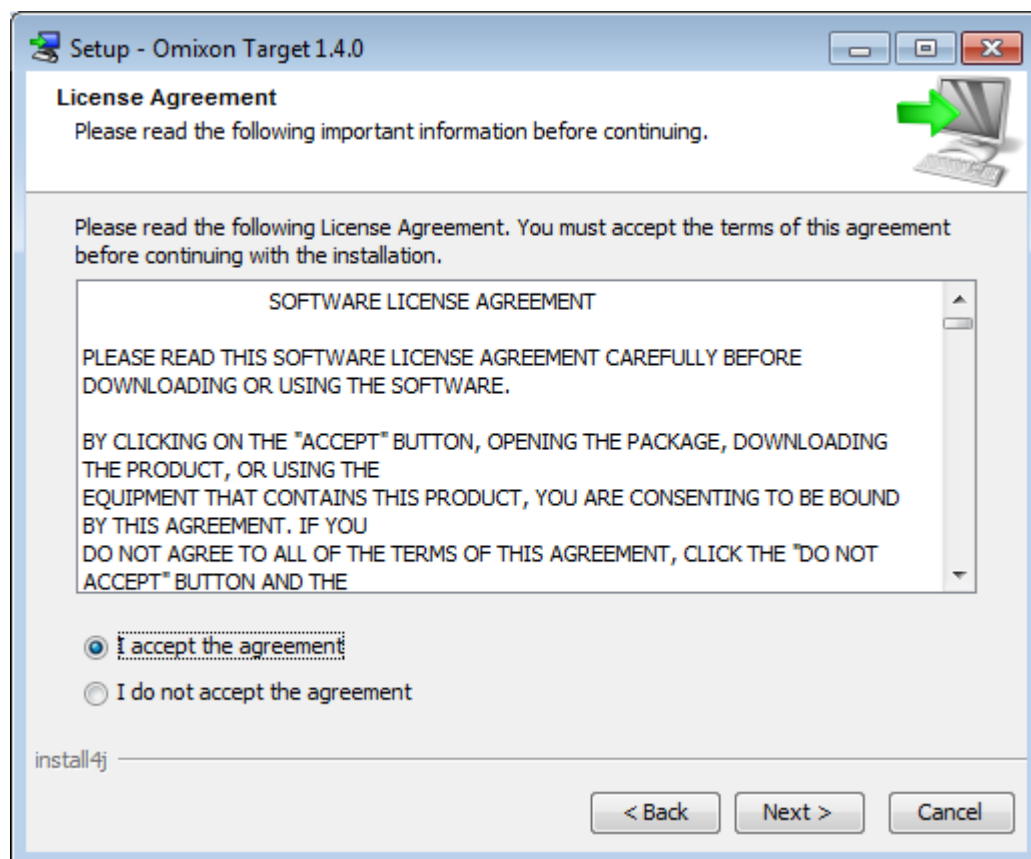 Setup - Omixon Target 1.4.0
License Agreement
Please read the following important information before continuing.
Please read the following License Agreement. You must accept the terms of this agreement
before continuing with the installation.
SOFTWARE LICENSE AGREEMENT
PLEASE READ THIS SOFTWARE LICENSE AGREEMENT CAREFULLY BEFORE
DOWNLOADING OR USING THE SOFTWARE.
BY CLICKING ON THE "ACCEPT" BUTTON, OPENING THE PACKAGE, DOWNLOADING
THE PRODUCT, OR USING THE
EQUIPMENT THAT CONTAINS THIS PRODUCT, YOU ARE CONSENTING TO BE BOUND
BY THIS AGREEMENT. IF YOU
DO NOT AGREE TO ALL OF THE TERMS OF THIS AGREEMENT, CLICK THE "DO NOT
ACCEPT" BUTTON AND THE
I accept the agreement
I do not accept the agreement
install4j
< Back Next > Cancel